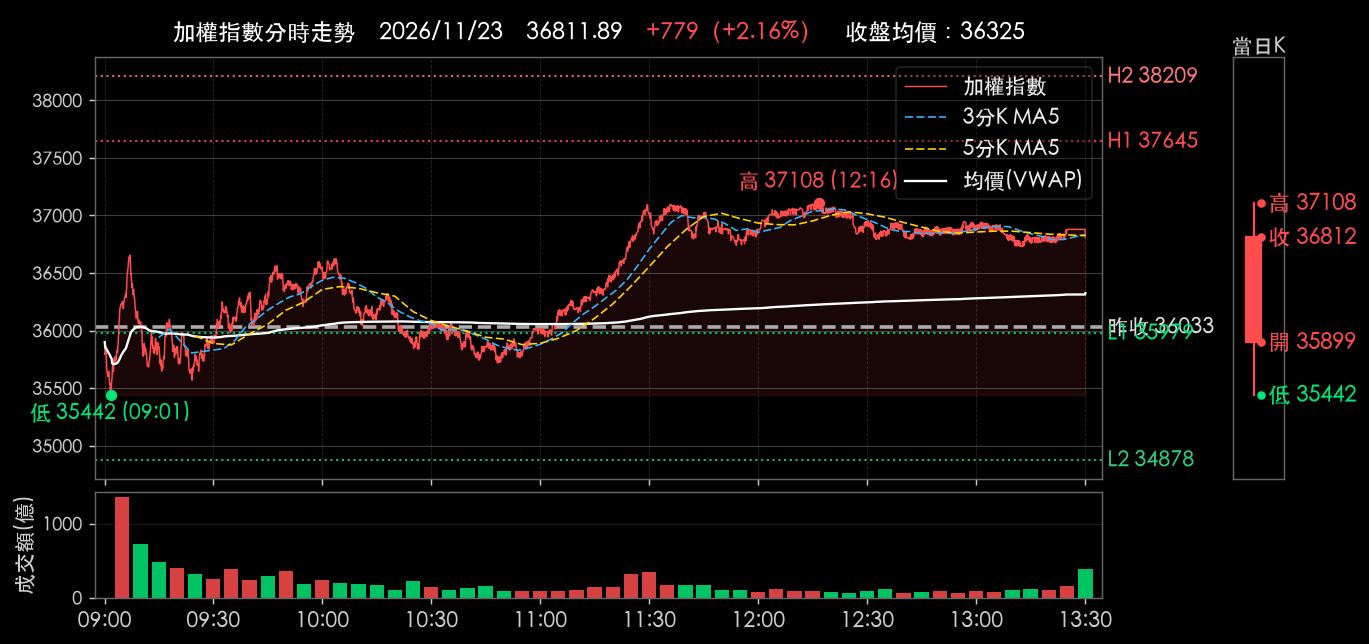 加權指數分時走勢 2026/11/23 36811.89 +779 (+2.16%) 收盤均價：36325
當日K
H2 38209
加權指數
3分K MA5
5分K MA5
均價(VWAP)
H1 37645
高 37108 (12:16)
38000
37500
37000
36500
36000
35500
35000
低 35442 (09:01)
昨收 36033
L1 35979
L2 34878
高 37108
收 36812
開 35899
低 35442
成交額(億)
1000
0
09:00 09:30 10:00 10:30 11:00 11:30 12:00 12:30 13:00 13:30